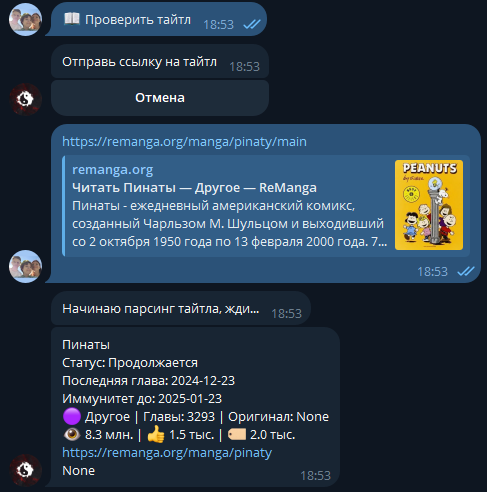 📖 Проверить тайтл 18:53
Отправь ссылку на тайтл 18:53
Отмена
https://remanga.org/manga/pinaty/main
remanga.org
Читать Пинаты — Другое — ReManga
Пинаты - ежедневный американский комикс,
созданный Чарльзом М. Шульцом и выходивший
со 2 октября 1950 года по 13 февраля 2000 года. 7...
PEANUTS
18:53
Начинаю парсинг тайтла, жди... 18:53
Пинаты
Статус: Продолжается
Последняя глава: 2024-12-23
Иммунитет до: 2025-01-23
🟣 Другое | Главы: 3293 | Оригинал: None
👁 8.3 млн. | 👍 1.5 тыс. | 🏷 2.0 тыс.
https://remanga.org/manga/pinaty
None 18:53